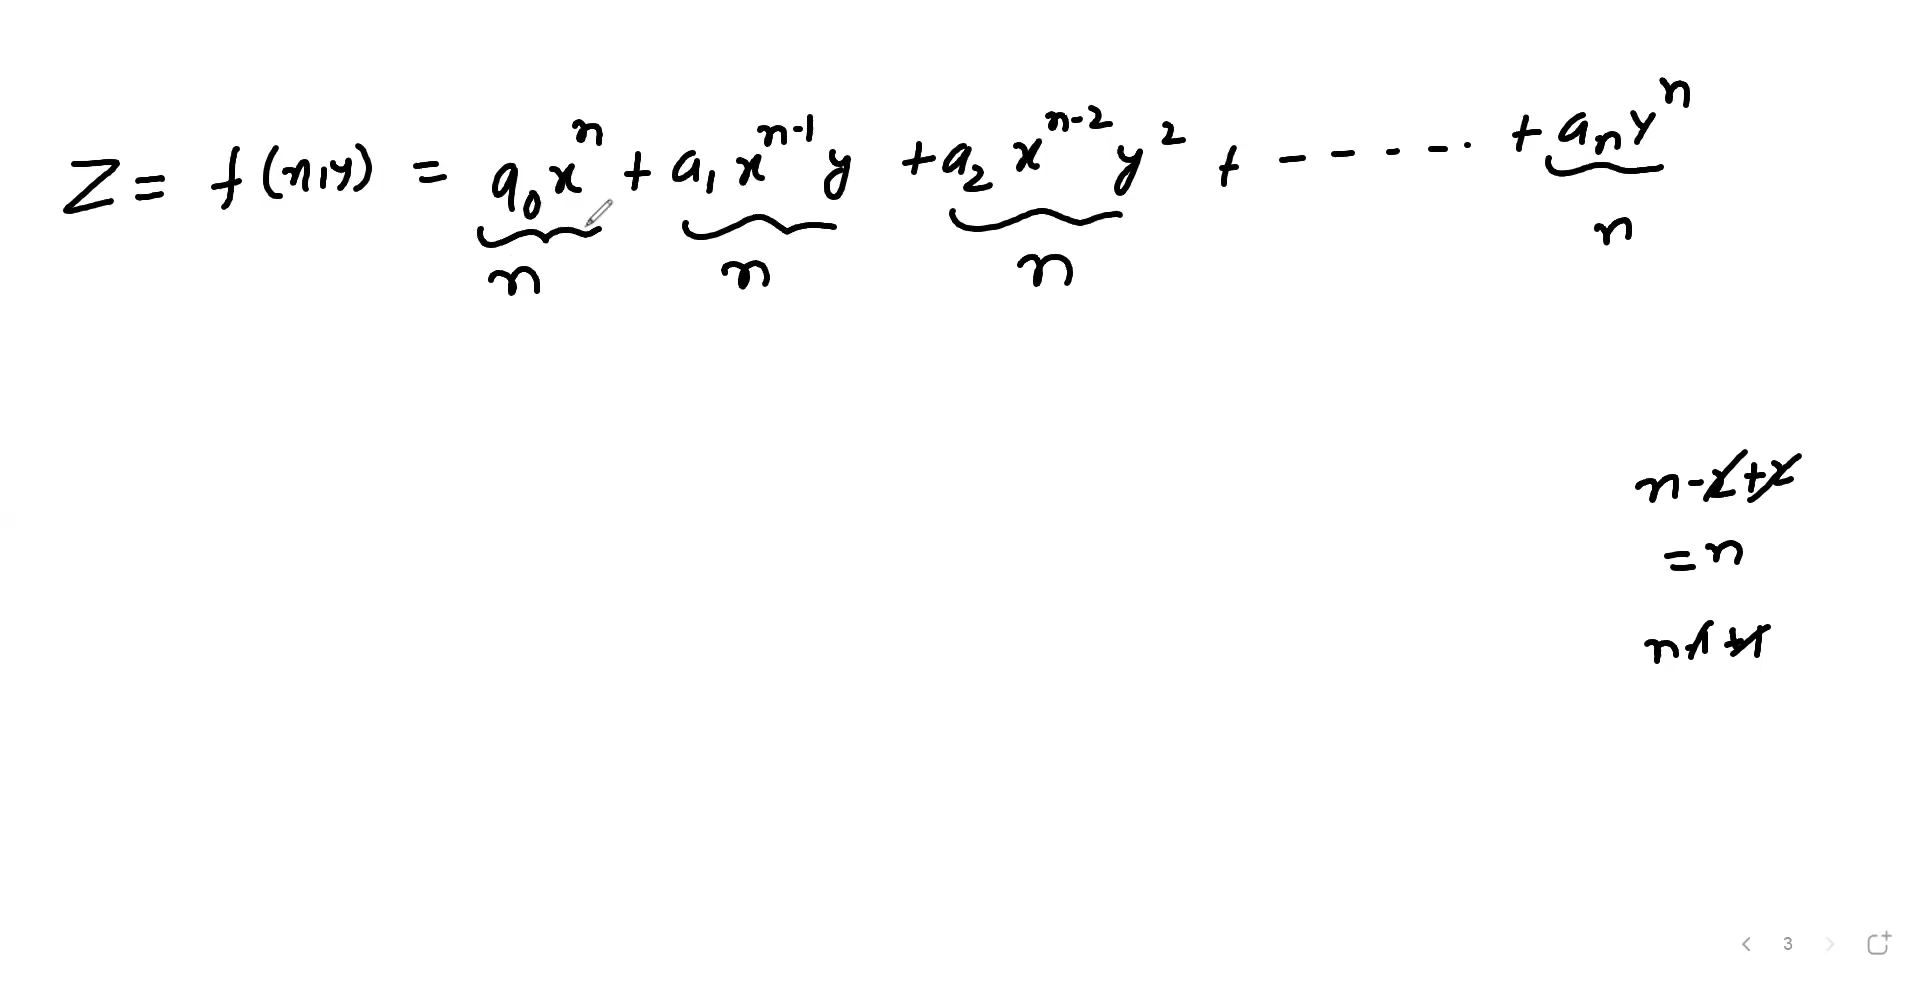 Z = f(n,y) = a₀xⁿ + a₁xⁿ⁻¹y + a₂xⁿ⁻²y² + - - - - - + aₙyⁿ
n n n n
n-2+2
= n
n-1+1
3